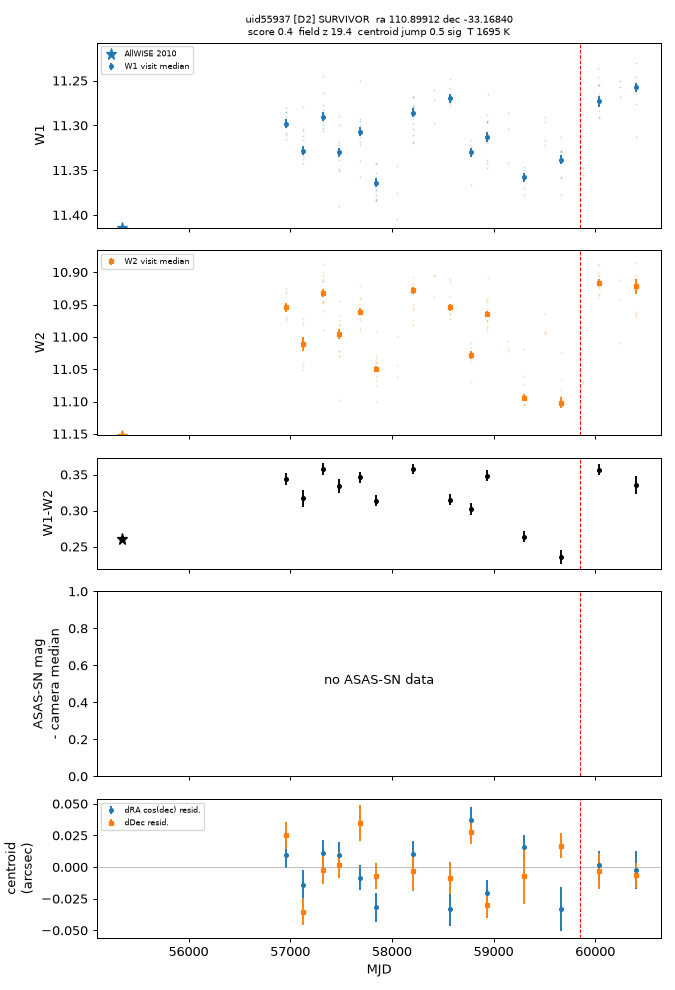 uid55937 [D2] SURVIVOR  ra 110.89912 dec -33.16840
score 0.4  field z 19.4  centroid jump 0.5 sig  T 1695 K
AllWISE 2010
W1 visit median
11.25
11.30
11.35
11.40
W1
W2 visit median
10.90
10.95
11.00
11.05
11.10
11.15
W2
0.35
0.30
0.25
W1-W2
no ASAS-SN data
1.0
0.8
0.6
0.4
0.2
0.0
ASAS-SN mag
- camera median
dRA cos(dec) resid.
dDec resid.
0.050
0.025
0.000
−0.025
−0.050
centroid
(arcsec)
56000 57000 58000 59000 60000
MJD